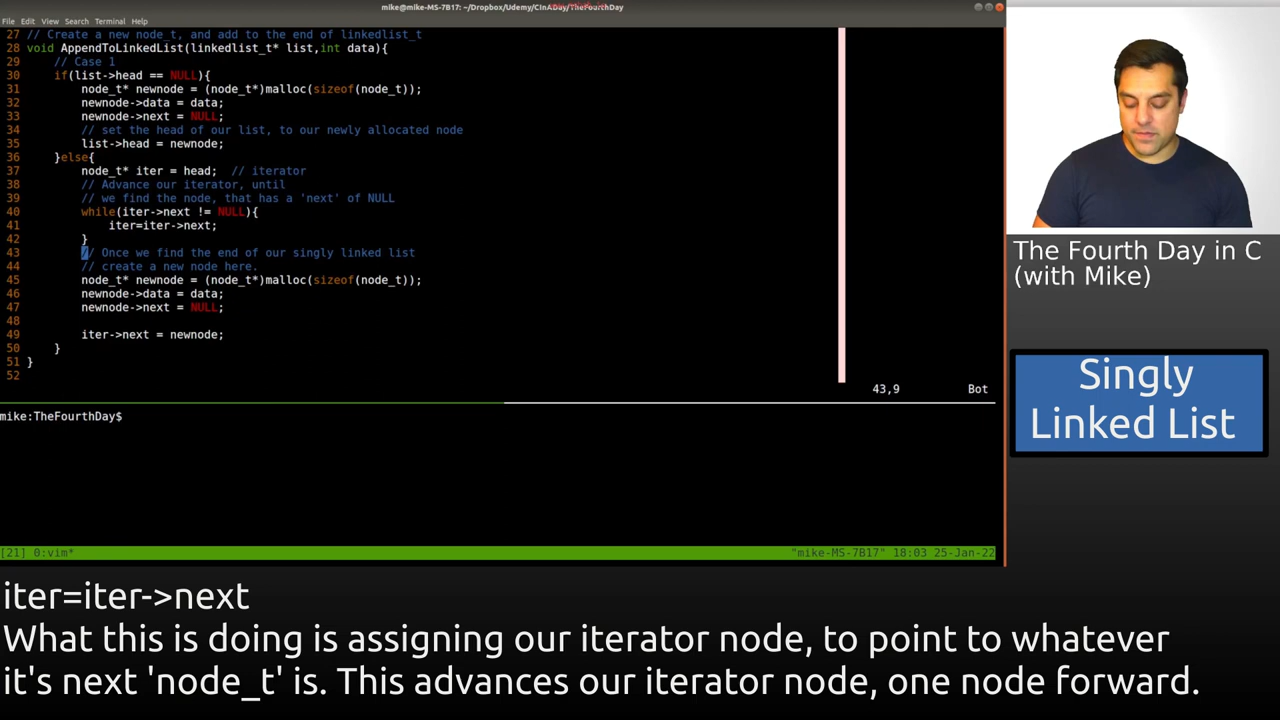 mike@mike-MS-7B17: ~/Dropbox/Udemy/CInADay/TheFourthDay
File Edit View Search Terminal Help
27 // Create a new node_t, and add to the end of linkedlist_t
28 void AppendToLinkedList(linkedlist_t* list,int data){
29     // Case 1
30     if(list->head == NULL){
31         node_t* newnode = (node_t*)malloc(sizeof(node_t));
32         newnode->data = data;
33         newnode->next = NULL;
34         // set the head of our list, to our newly allocated node
35         list->head = newnode;
36     }else{
37         node_t* iter = head;  // iterator
38         // Advance our iterator, until
39         // we find the node, that has a 'next' of NULL
40         while(iter->next != NULL){
41             iter=iter->next;
42         }
43         // Once we find the end of our singly linked list
44         // create a new node here.
45         node_t* newnode = (node_t*)malloc(sizeof(node_t));
46         newnode->data = data;
47         newnode->next = NULL;
48
49         iter->next = newnode;
50     }
51 }
52
43,9 Bot
mike:TheFourthDay$
[21] 0:vim* "mike-MS-7B17" 18:03 25-Jan-22
The Fourth Day in C
(with Mike)
Singly
Linked List
iter=iter->next
What this is doing is assigning our iterator node, to point to whatever
it's next 'node_t' is. This advances our iterator node, one node forward.